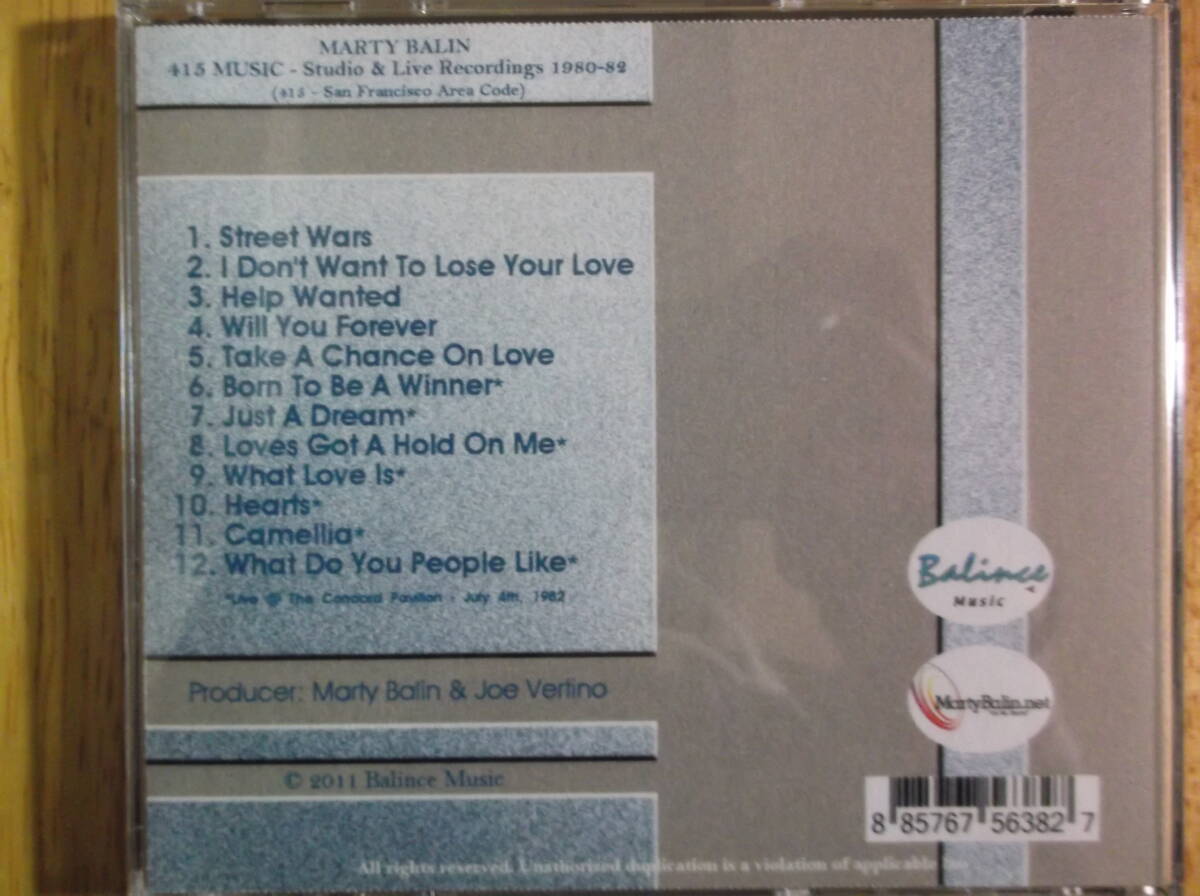 MARTY BALIN
415 MUSIC - Studio & Live Recordings 1980-82
(415 - San Francisco Area Code)
1. Street Wars
2. I Don't Want To Lose Your Love
3. Help Wanted
4. Will You Forever
5. Take A Chance On Love
6. Born To Be A Winner*
7. Just A Dream*
8. Loves Got A Hold On Me*
9. What Love Is*
10. Hearts*
11. Camellia*
12. What Do You People Like*
*Live @ The Concord Pavilion - July 4th, 1982
Producer: Marty Balin & Joe Vertino
© 2011 Balince Music
Balince
Music
MartyBalin.net
8 85767 56382 7
All rights reserved. Unathorized duplication is a violation of applicable